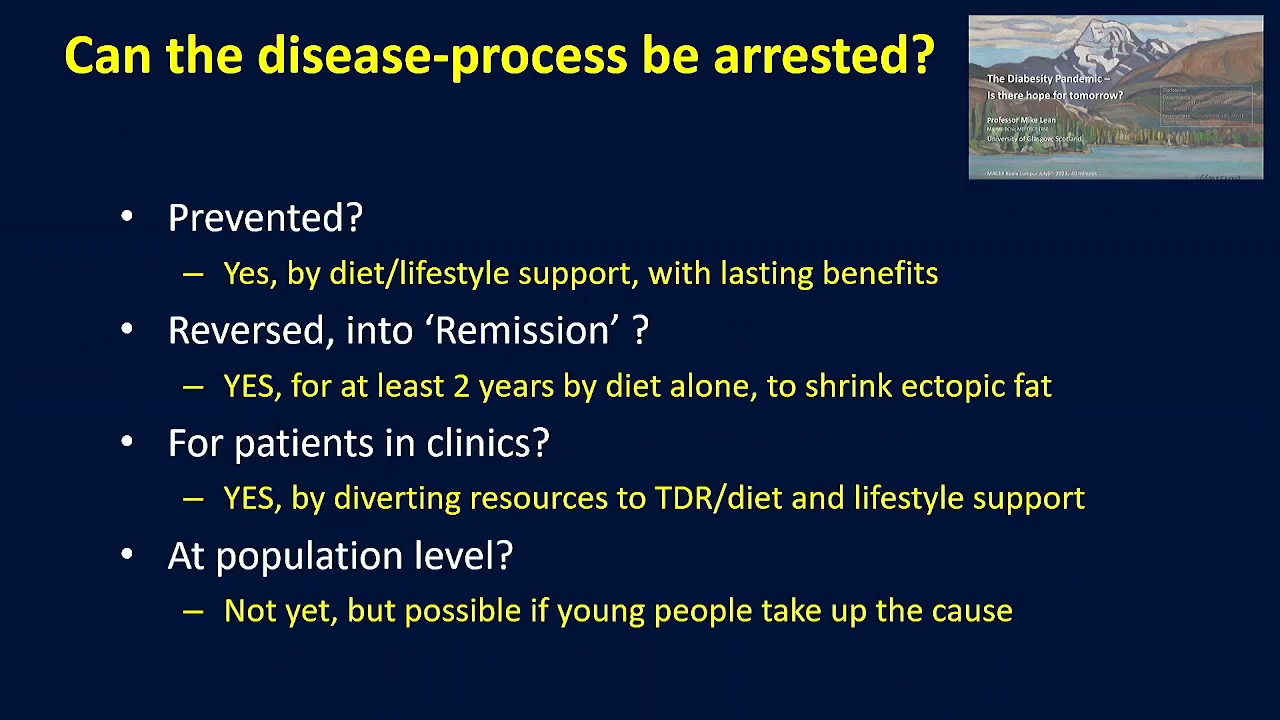 Can the disease-process be arrested?
The Diabesity Pandemic –
is there hope for tomorrow?
Professor Mike Lean
University of Glasgow, Scotland
• Prevented?
– Yes, by diet/lifestyle support, with lasting benefits
• Reversed, into ‘Remission’ ?
– YES, for at least 2 years by diet alone, to shrink ectopic fat
• For patients in clinics?
– YES, by diverting resources to TDR/diet and lifestyle support
• At population level?
– Not yet, but possible if young people take up the cause